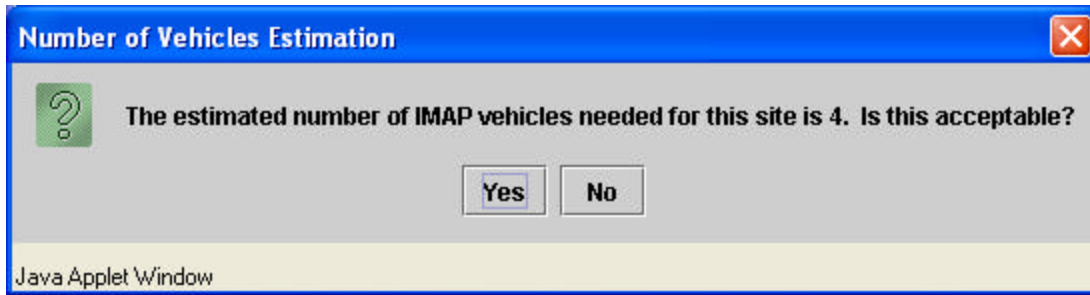 Number of Vehicles Estimation
The estimated number of IMAP vehicles needed for this site is 4.  Is this acceptable?
Yes No
Java Applet Window